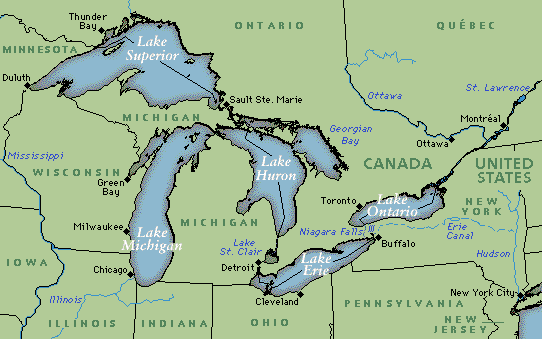 Thunder
Bay
ONTARIO
QUÉBEC
MINNESOTA
Lake
Superior
Duluth
Ottawa
St. Lawrence
Sault Ste. Marie
MICHIGAN
Montréal
Georgian
Bay
Ottawa
Mississippi
Lake
Huron
CANADA
UNITED
STATES
WISCONSIN
Green
Bay
Toronto
Lake
Ontario
NEW
YORK
MICHIGAN
Milwaukee
Lake
Michigan
Niagara Falls
Erie
Canal
Lake
St. Clair
Buffalo
Hudson
IOWA
Chicago
Detroit
Lake
Erie
Illinois
Cleveland
New York City
PENNSYLVANIA
ILLINOIS
INDIANA
OHIO
NEW
JERSEY